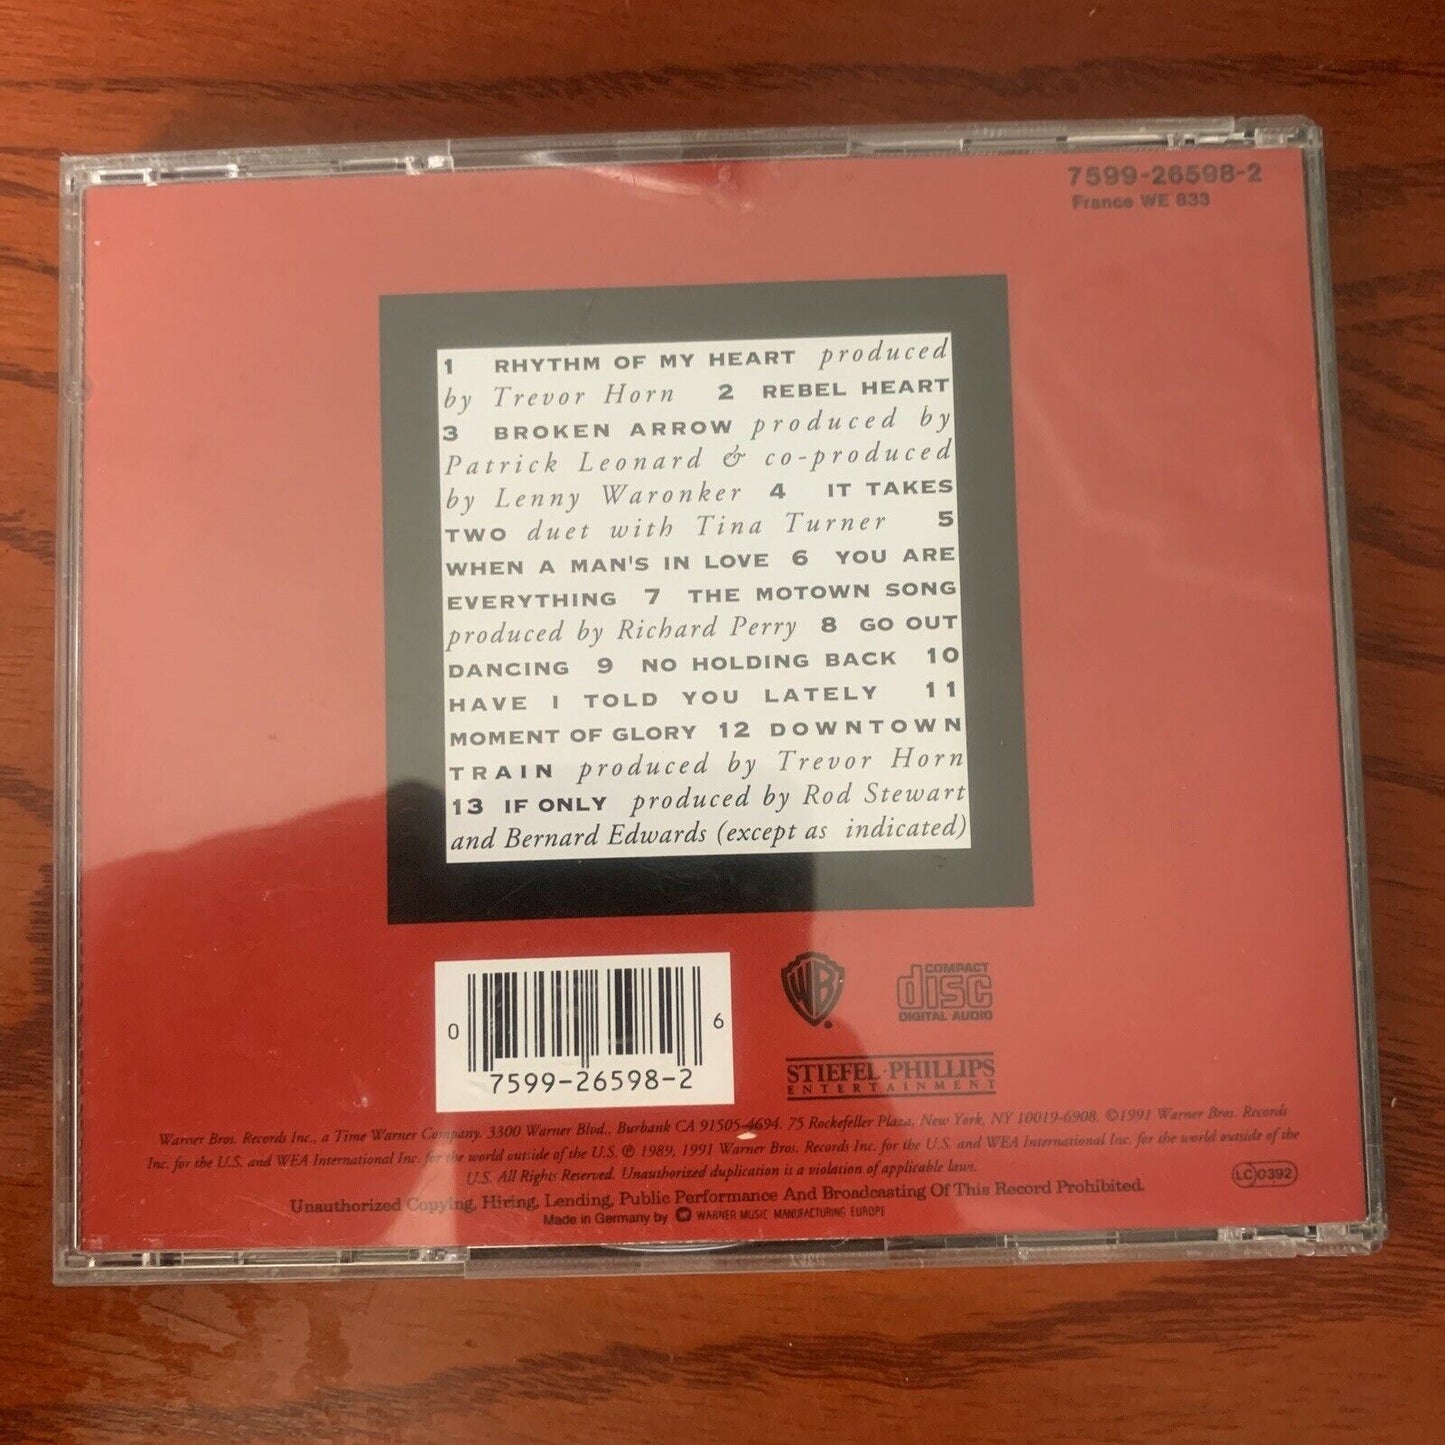 7599-26598-2
France WE 833
1 RHYTHM OF MY HEART produced
by Trevor Horn 2 REBEL HEART
3 BROKEN ARROW produced by
Patrick Leonard & co-produced
by Lenny Waronker 4 IT TAKES
TWO duet with Tina Turner 5
WHEN A MAN'S IN LOVE 6 YOU ARE
EVERYTHING 7 THE MOTOWN SONG
produced by Richard Perry 8 GO OUT
DANCING 9 NO HOLDING BACK 10
HAVE I TOLD YOU LATELY 11
MOMENT OF GLORY 12 DOWNTOWN
TRAIN produced by Trevor Horn
13 IF ONLY produced by Rod Stewart
and Bernard Edwards (except as indicated)
0 7599-26598-2 6
WB
COMPACT
disc
DIGITAL AUDIO
STIEFEL·PHILLIPS
ENTERTAINMENT
Warner Bros. Records Inc., a Time Warner Company. 3300 Warner Blvd., Burbank CA 91505-4694. 75 Rockefeller Plaza, New York, NY 10019-6908. ©1991 Warner Bros. Records
Inc. for the U.S. and WEA International Inc. for the world outside of the U.S. ℗ 1989, 1991 Warner Bros. Records Inc. for the U.S. and WEA International Inc. for the world outside of the
U.S. All Rights Reserved. Unauthorized duplication is a violation of applicable laws.
LC 0392
Unauthorized Copying, Hiring, Lending, Public Performance And Broadcasting Of This Record Prohibited.
Made in Germany by WARNER MUSIC MANUFACTURING EUROPE